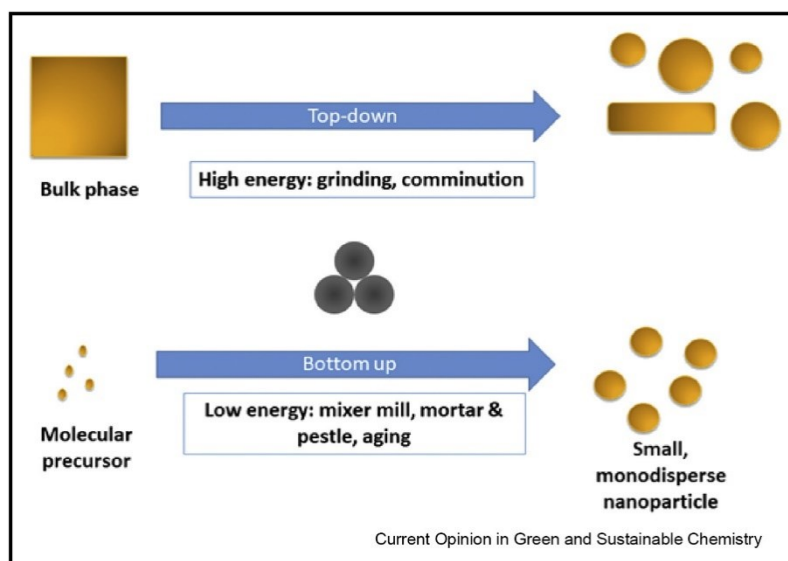 Top-down
High energy: grinding, comminution
Bulk phase
Bottom up
Low energy: mixer mill, mortar &
pestle, aging
Molecular
precursor
Small,
monodisperse
nanoparticle
Current Opinion in Green and Sustainable Chemistry